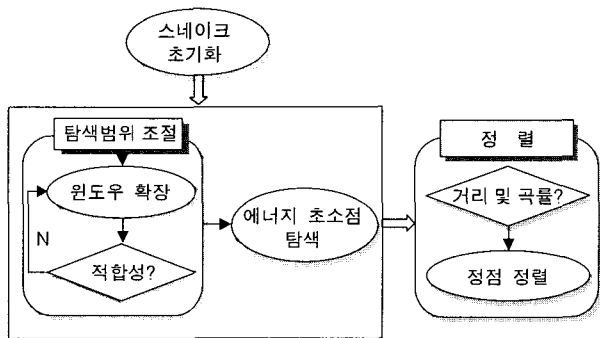 스네이크
초기화
탐색범위 조절
윈도우 확장
N
적합성?
에너지 초소점
탐색
정 렬
거리 및 곡률?
정점 정렬